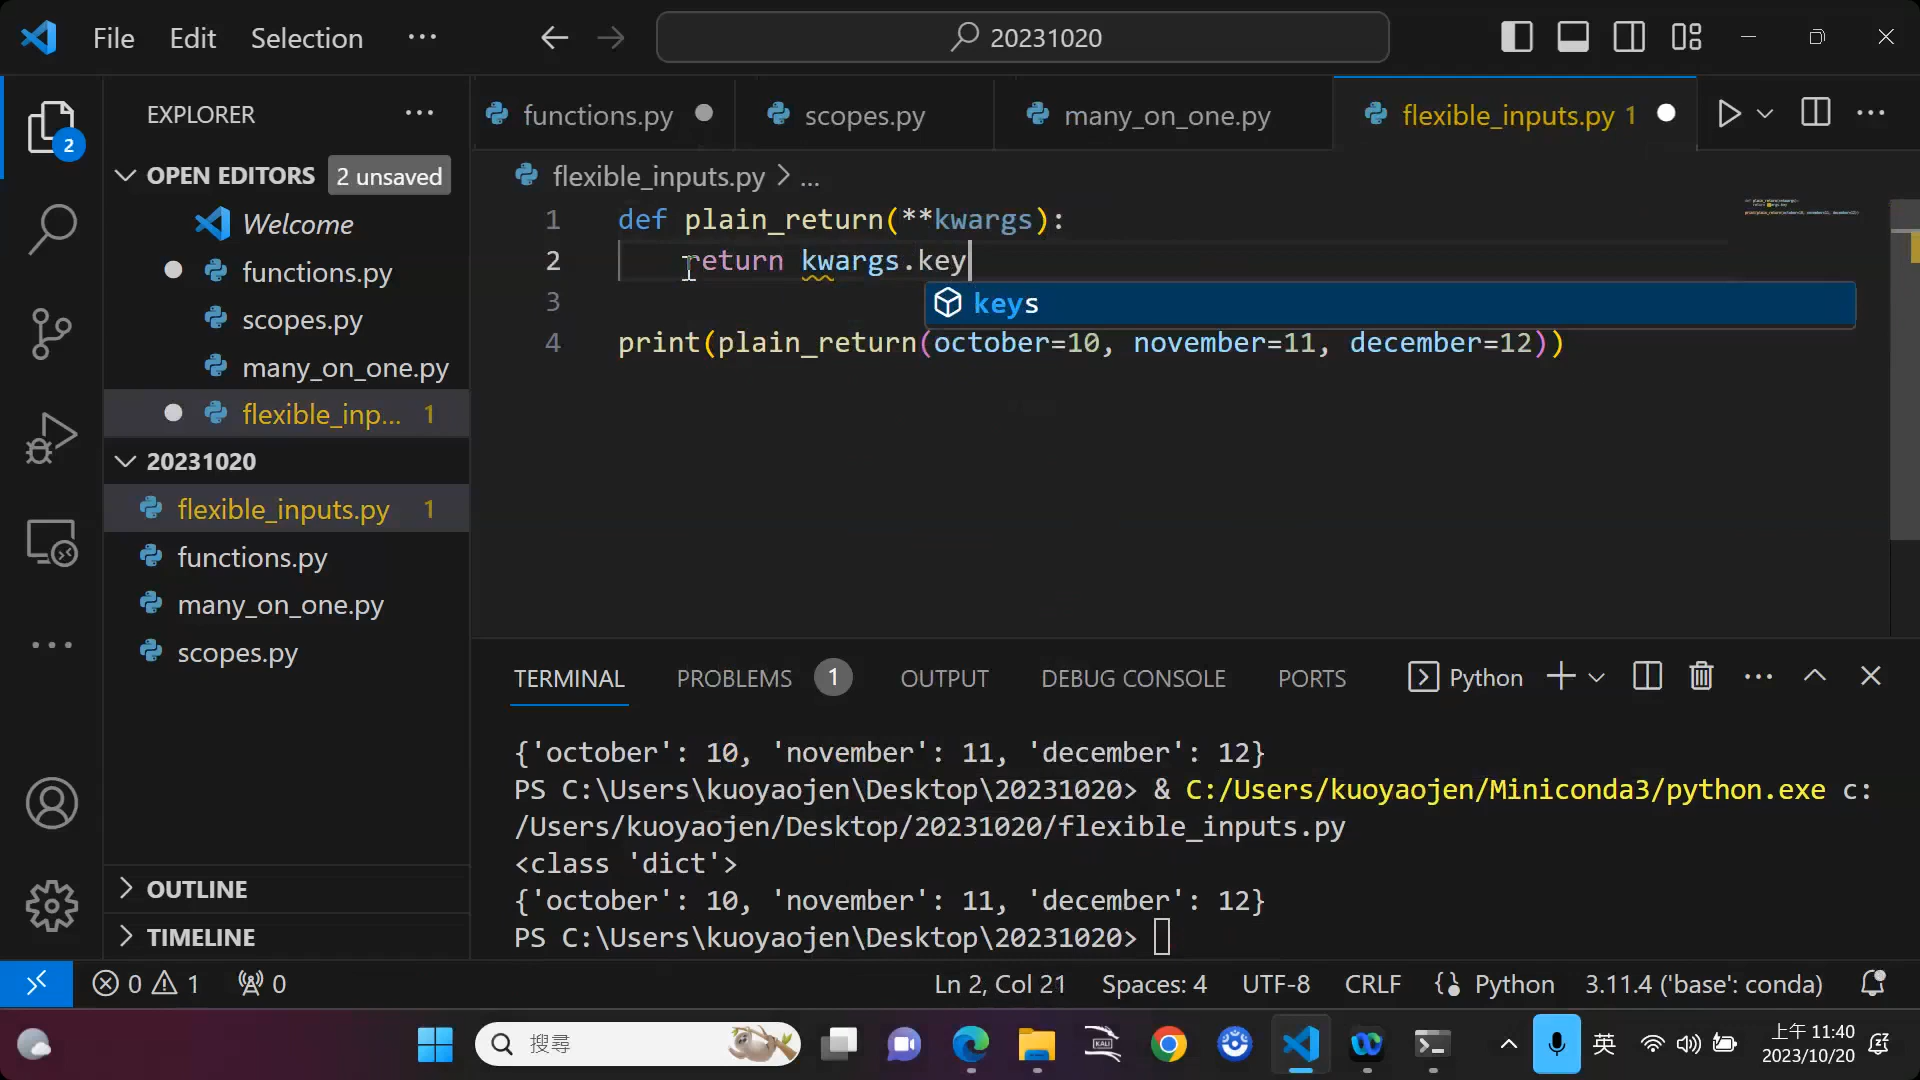 File Edit Selection ...
20231020
EXPLORER ...
functions.py
scopes.py
many_on_one.py
flexible_inputs.py 1
2
OPEN EDITORS 2 unsaved
Welcome
functions.py
scopes.py
many_on_one.py
flexible_inp... 1
20231020
flexible_inputs.py 1
functions.py
many_on_one.py
scopes.py
OUTLINE
TIMELINE
flexible_inputs.py > ...
1 def plain_return(**kwargs):
2 return kwargs.key
keys
3
4 print(plain_return(october=10, november=11, december=12))
TERMINAL PROBLEMS 1 OUTPUT DEBUG CONSOLE PORTS Python
{'october': 10, 'november': 11, 'december': 12}
PS C:\Users\kuoyaojen\Desktop\20231020> & C:/Users/kuoyaojen/Miniconda3/python.exe c:
/Users/kuoyaojen/Desktop/20231020/flexible_inputs.py
<class 'dict'>
{'october': 10, 'november': 11, 'december': 12}
PS C:\Users\kuoyaojen\Desktop\20231020>
0 1 0 Ln 2, Col 21 Spaces: 4 UTF-8 CRLF Python 3.11.4 ('base': conda)
搜尋
KALI
英
上午 11:40
2023/10/20